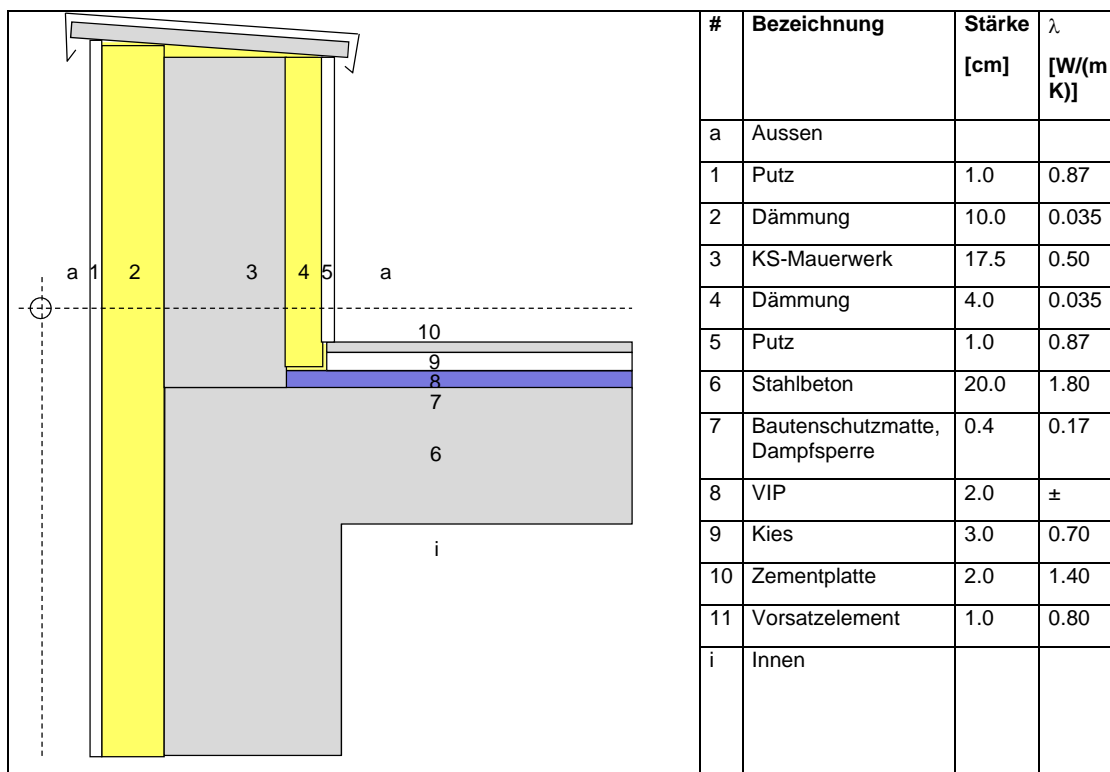 a 1 2 3 4 5 a
10
9
8
7
6
i
# Bezeichnung Stärke λ
[cm] [W/(m
K)]
a Aussen
1 Putz 1.0 0.87
2 Dämmung 10.0 0.035
3 KS-Mauerwerk 17.5 0.50
4 Dämmung 4.0 0.035
5 Putz 1.0 0.87
6 Stahlbeton 20.0 1.80
7 Bautenschutzmatte, 0.4 0.17
Dampfsperre
8 VIP 2.0 ±
9 Kies 3.0 0.70
10 Zementplatte 2.0 1.40
11 Vorsatzelement 1.0 0.80
i Innen